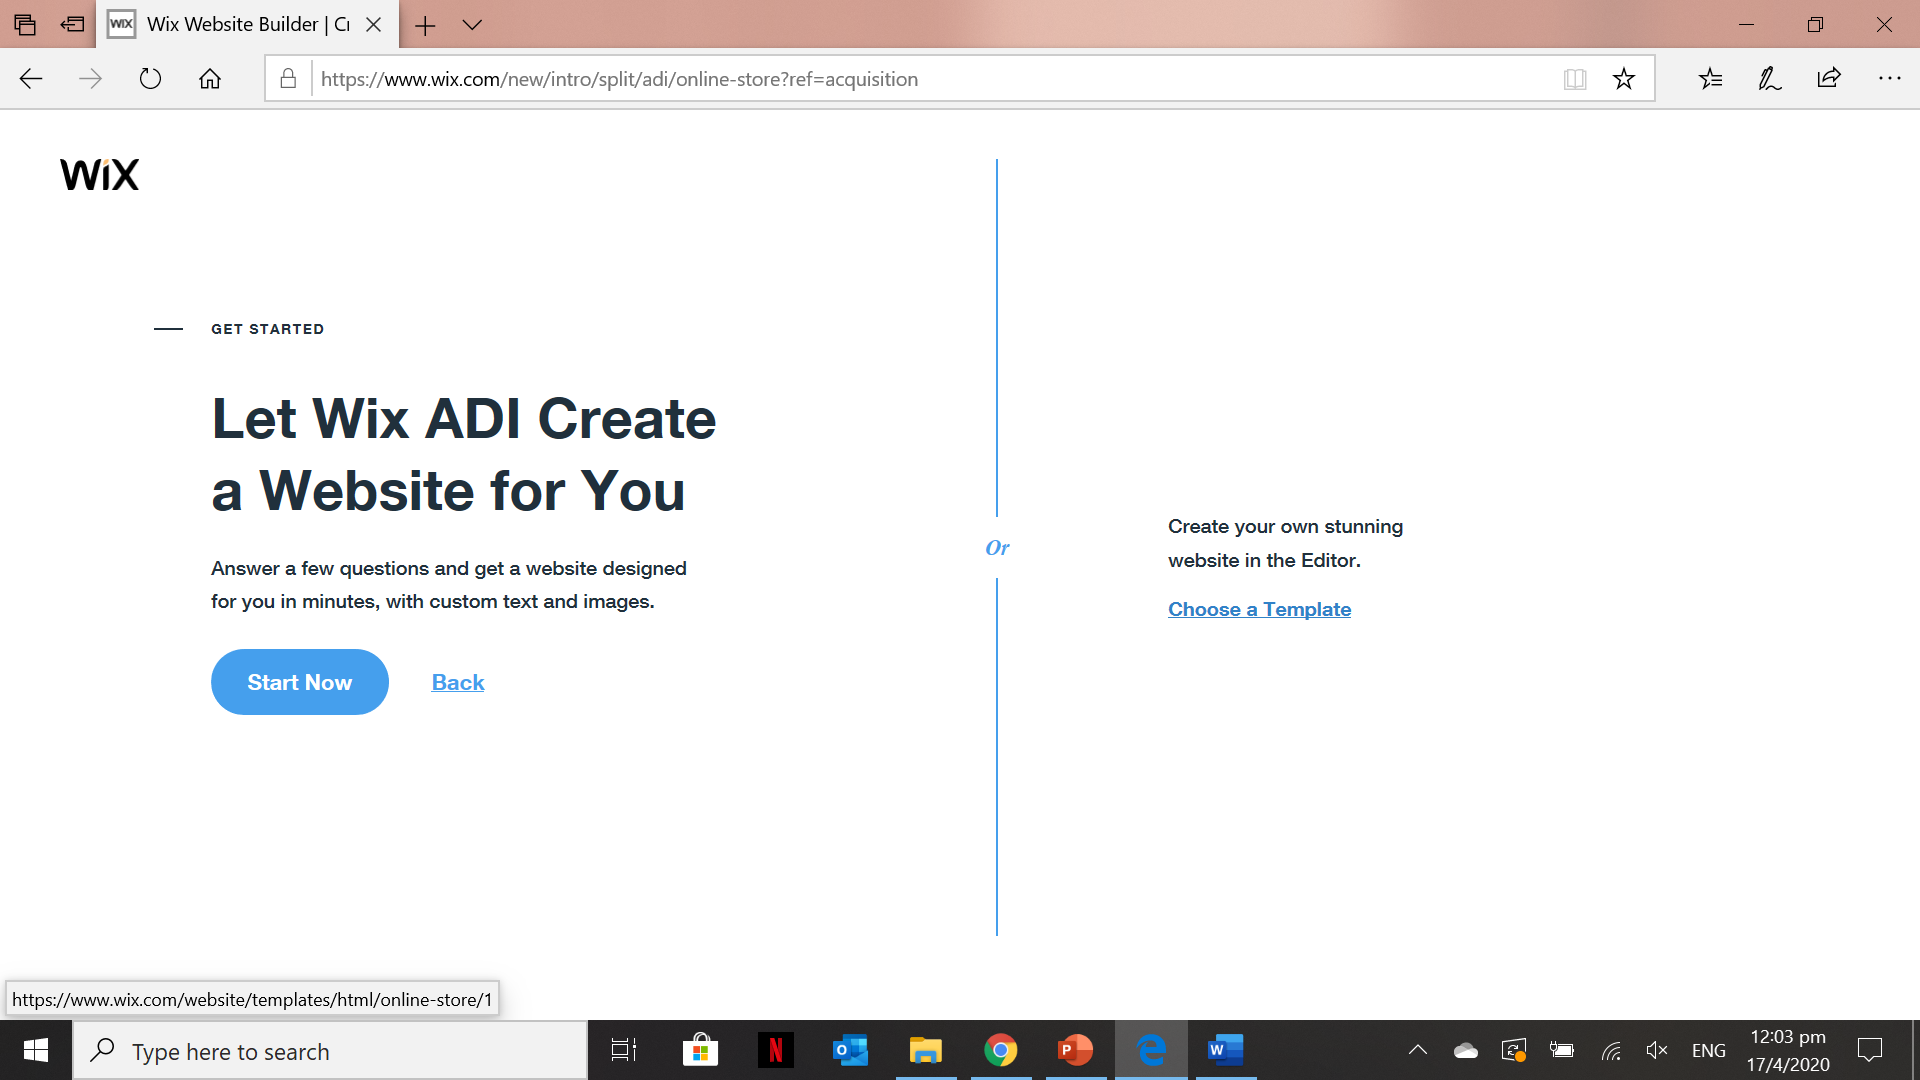 WIX Wix Website Builder | Cr
https://www.wix.com/new/intro/split/adi/online-store?ref=acquisition
WiX
GET STARTED
Let Wix ADI Create
a Website for You
Answer a few questions and get a website designed
for you in minutes, with custom text and images.
Start Now Back
Or
Create your own stunning
website in the Editor.
Choose a Template
https://www.wix.com/website/templates/html/online-store/1
Type here to search
N
O
P
W
ENG
12:03 pm
17/4/2020